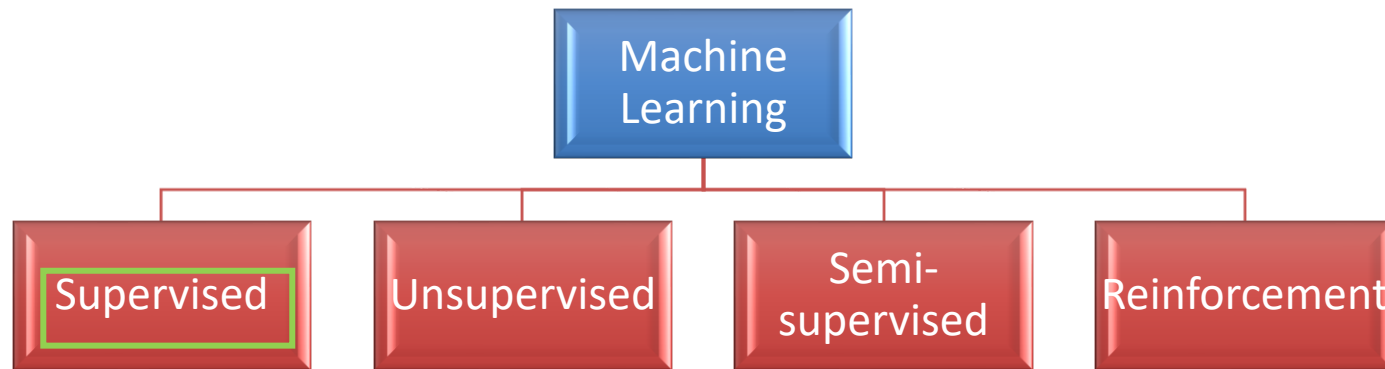 Machine
Learning
Supervised
Unsupervised
Semi-
supervised
Reinforcement